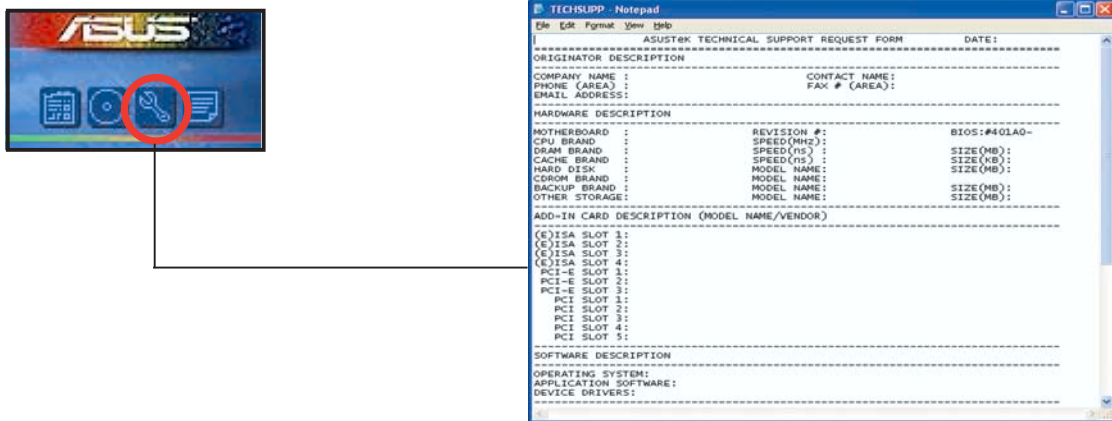 ASUS
TECHSUPP - Notepad
File Edit Format View Help
ASUSTeK TECHNICAL SUPPORT REQUEST FORM DATE:
ORIGINATOR DESCRIPTION
COMPANY NAME : CONTACT NAME:
PHONE (AREA) : FAX # (AREA):
EMAIL ADDRESS:
HARDWARE DESCRIPTION
MOTHERBOARD : REVISION #: BIOS:#401A0-
CPU BRAND : SPEED(MHz):
DRAM BRAND : SPEED(ns) : SIZE(MB):
CACHE BRAND : SPEED(ns) : SIZE(KB):
HARD DISK : MODEL NAME: SIZE(MB):
CDROM BRAND : MODEL NAME:
BACKUP BRAND : MODEL NAME: SIZE(MB):
OTHER STORAGE: MODEL NAME: SIZE(MB):
ADD-IN CARD DESCRIPTION (MODEL NAME/VENDOR)
(E)ISA SLOT 1:
(E)ISA SLOT 2:
(E)ISA SLOT 3:
(E)ISA SLOT 4:
PCI-E SLOT 1:
PCI-E SLOT 2:
PCI-E SLOT 3:
PCI SLOT 1:
PCI SLOT 2:
PCI SLOT 3:
PCI SLOT 4:
PCI SLOT 5:
SOFTWARE DESCRIPTION
OPERATING SYSTEM:
APPLICATION SOFTWARE:
DEVICE DRIVERS: